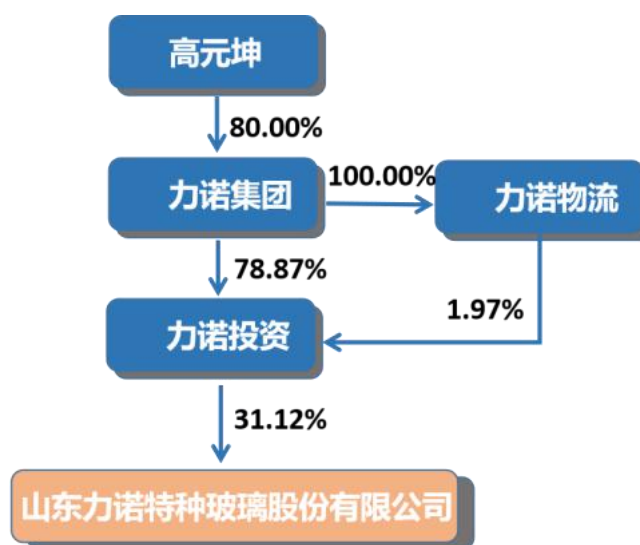 高元坤
80.00%
力诺集团
100.00%
力诺物流
78.87%
1.97%
力诺投资
31.12%
山东力诺特种玻璃股份有限公司